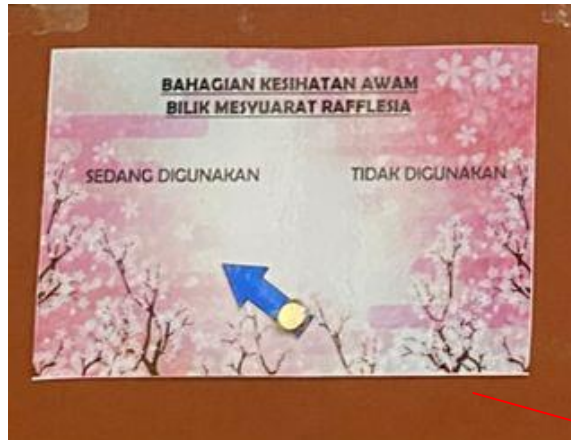 BAHAGIAN KESIHATAN AWAM
BILIK MESYUARAT RAFFLESIA
SEDANG DIGUNAKAN
TIDAK DIGUNAKAN